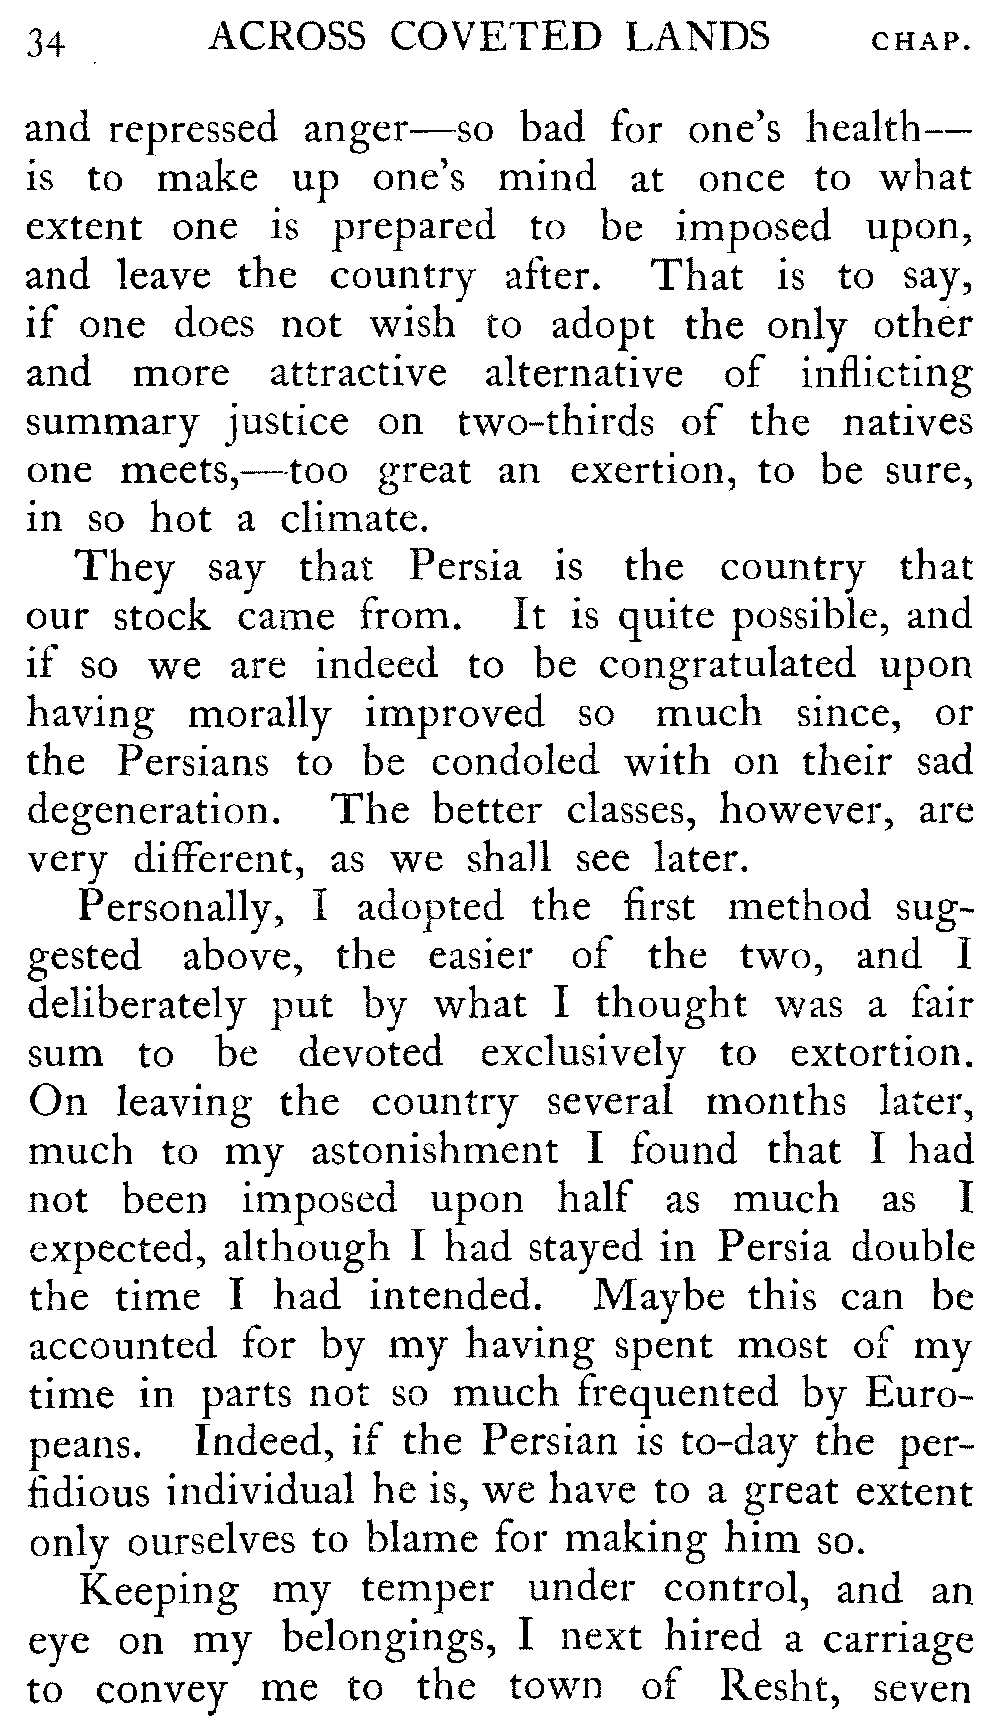 34 ACROSS COVETED LANDS CHAP.
and repressed anger—so bad for one's health—
is to make up one's mind at once to what
extent one is prepared to be imposed upon,
and leave the country after. That is to say,
if one does not wish to adopt the only other
and more attractive alternative of inflicting
summary justice on two-thirds of the natives
one meets,—too great an exertion, to be sure,
in so hot a climate.
They say that Persia is the country that
our stock came from. It is quite possible, and
if so we are indeed to be congratulated upon
having morally improved so much since, or
the Persians to be condoled with on their sad
degeneration. The better classes, however, are
very different, as we shall see later.
Personally, I adopted the first method sug-
gested above, the easier of the two, and I
deliberately put by what I thought was a fair
sum to be devoted exclusively to extortion.
On leaving the country several months later,
much to my astonishment I found that I had
not been imposed upon half as much as I
expected, although I had stayed in Persia double
the time I had intended. Maybe this can be
accounted for by my having spent most of my
time in parts not so much frequented by Euro-
peans. Indeed, if the Persian is to-day the per-
fidious individual he is, we have to a great extent
only ourselves to blame for making him so.
Keeping my temper under control, and an
eye on my belongings, I next hired a carriage
to convey me to the town of Resht, seven